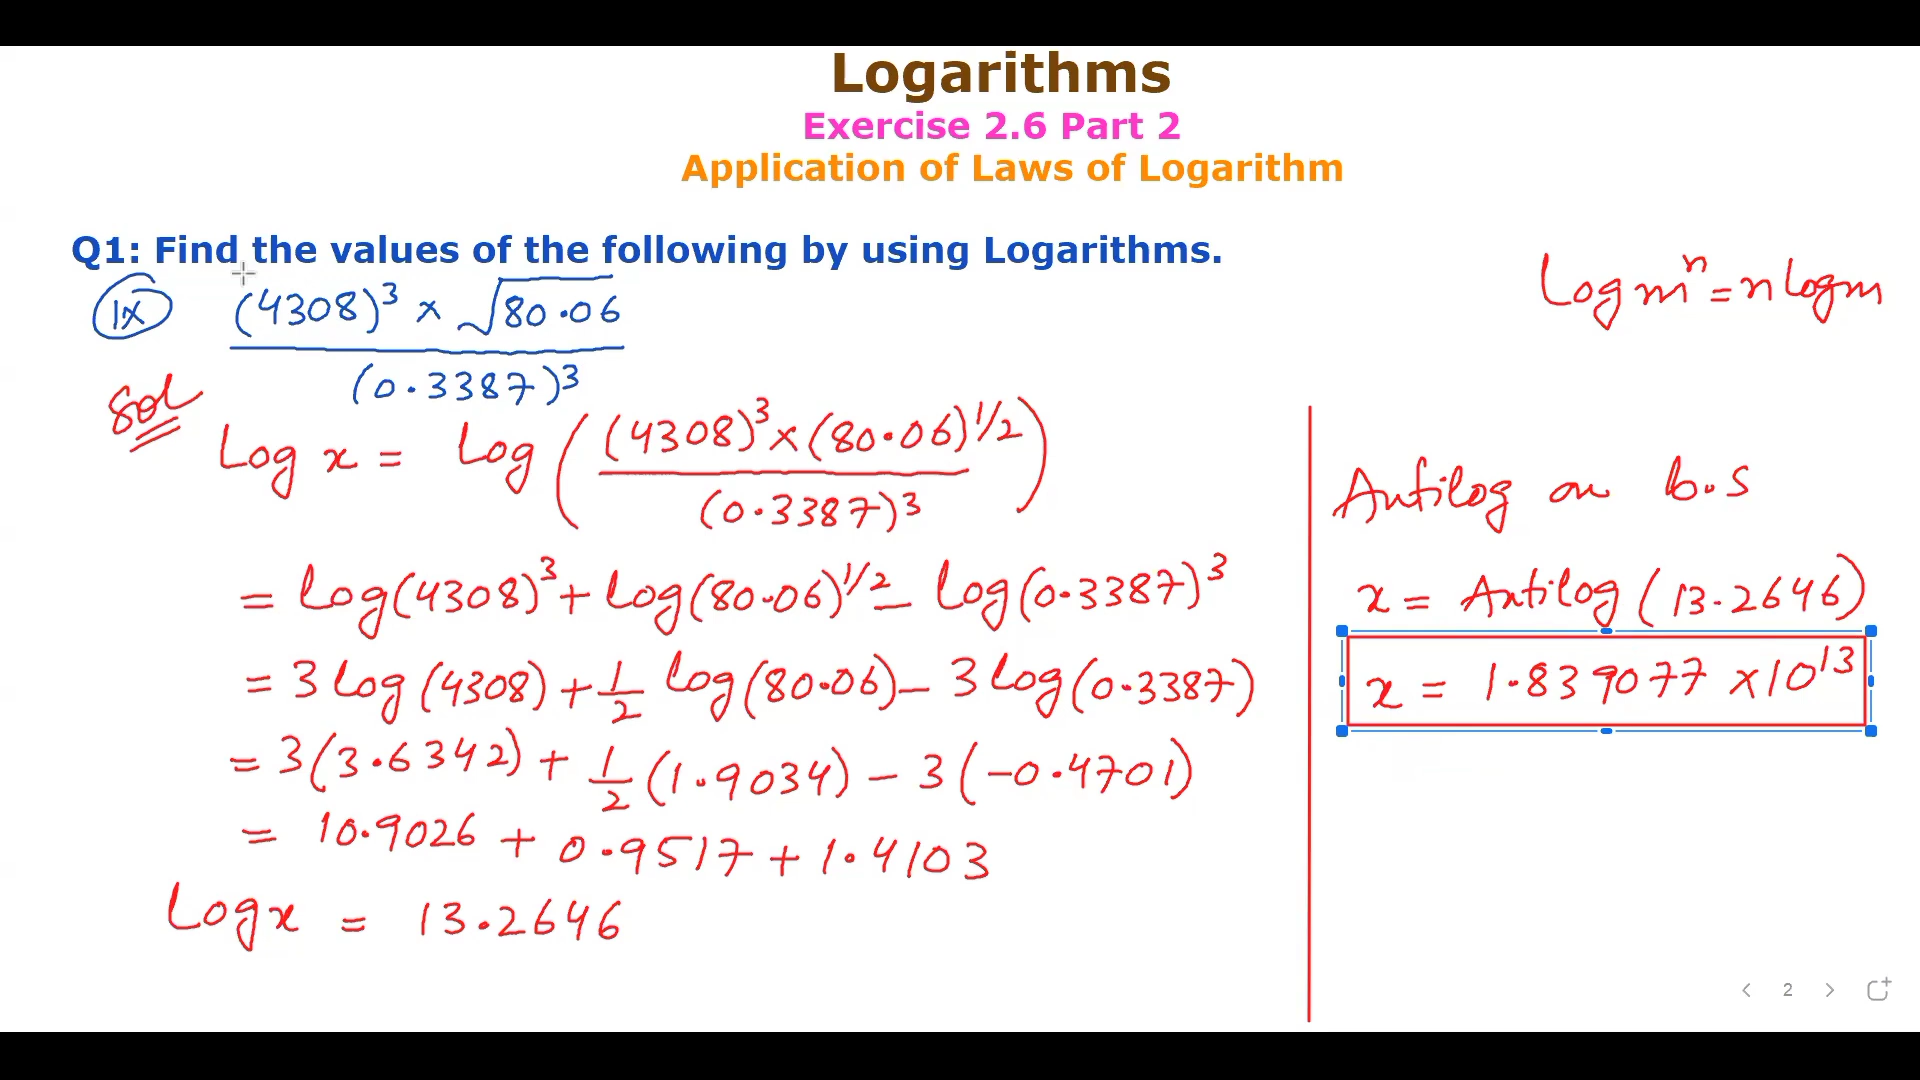 Logarithms
Exercise 2.6 Part 2
Application of Laws of Logarithm
Q1: Find the values of the following by using Logarithms.
ix (4308)³ × √80.06
(0.3387)³
Log mⁿ = n Log m
Sol
Log x = Log ( (4308)³ × (80.06)^1/2
(0.3387)³ )
= Log(4308)³ + Log(80.06)^1/2 − Log(0.3387)³
= 3 Log(4308) + 1/2 Log(80.06) − 3 Log(0.3387)
= 3(3.6342) + 1/2 (1.9034) − 3(−0.4701)
= 10.9026 + 0.9517 + 1.4103
Log x = 13.2646
Antilog on b.s
x = Antilog (13.2646)
x = 1.839077 × 10¹³
2